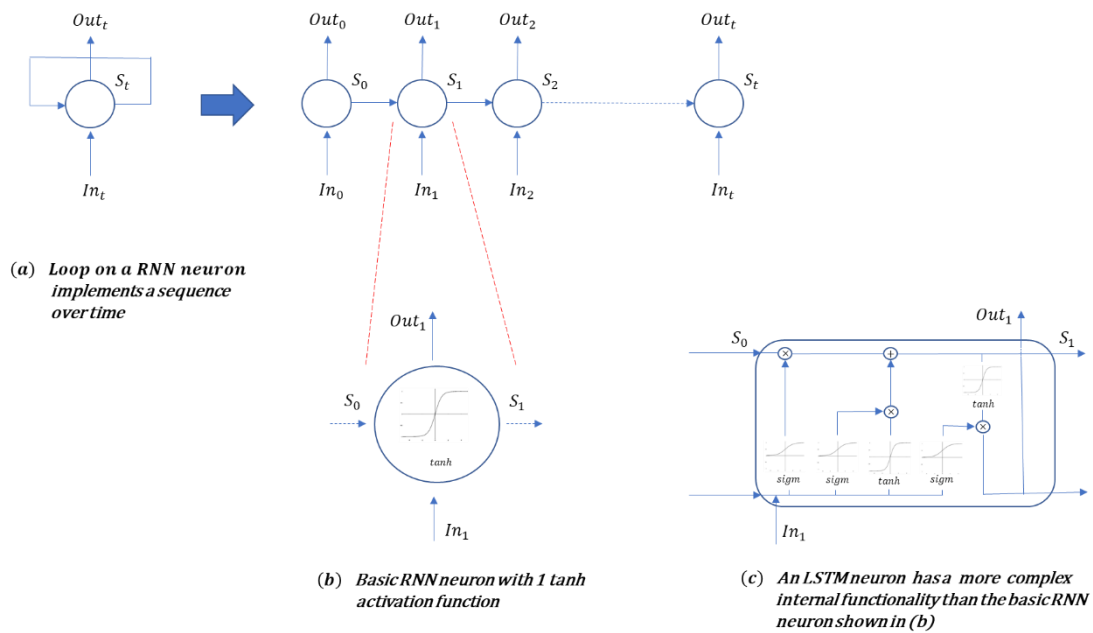 Out_t
S_t
In_t
Out_0
Out_1
Out_2
Out_t
S_0
S_1
S_2
S_t
In_0
In_1
In_2
In_t
(a) Loop on a RNN neuron
implements a sequence
over time
Out_1
S_0
S_1
tanh
In_1
(b) Basic RNN neuron with 1 tanh
activation function
Out_1
S_0
S_1
×
+
tanh
×
×
sigm
sigm
tanh
sigm
In_1
(c) An LSTM neuron has a more complex
internal functionality than the basic RNN
neuron shown in (b)